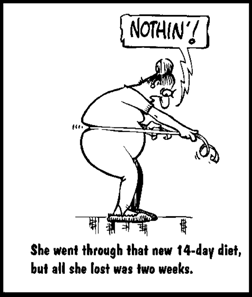 NOTHIN'!
She went through that new 14-day diet,
but all she lost was two weeks.